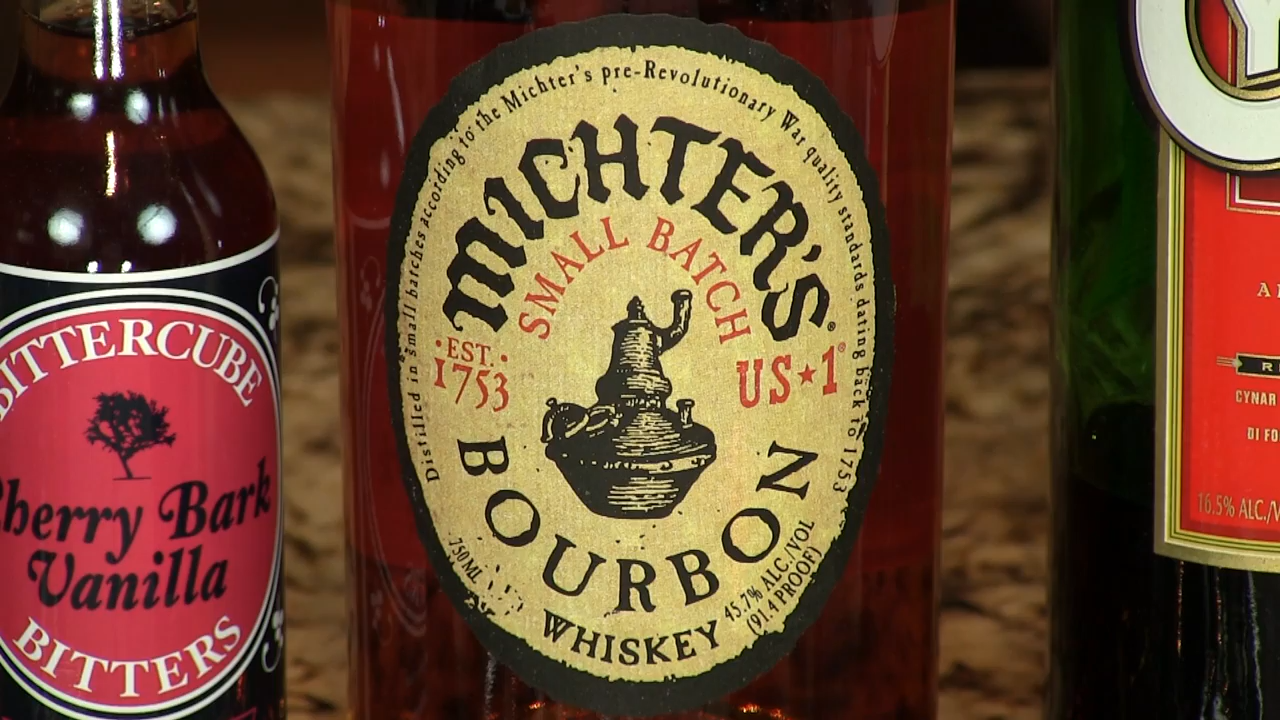 BITTERCUBE
Cherry Bark
Vanilla
BITTERS
Distilled in small batches according to the Michter's pre-Revolutionary War quality standards dating back to 1753
MICHTER'S®
SMALL BATCH
·EST.·
1753
US★1®
BOURBON
WHISKEY
750ML
45.7% ALC./VOL
(91.4 PROOF)
CYNAR
DI FO
16.5% ALC./V